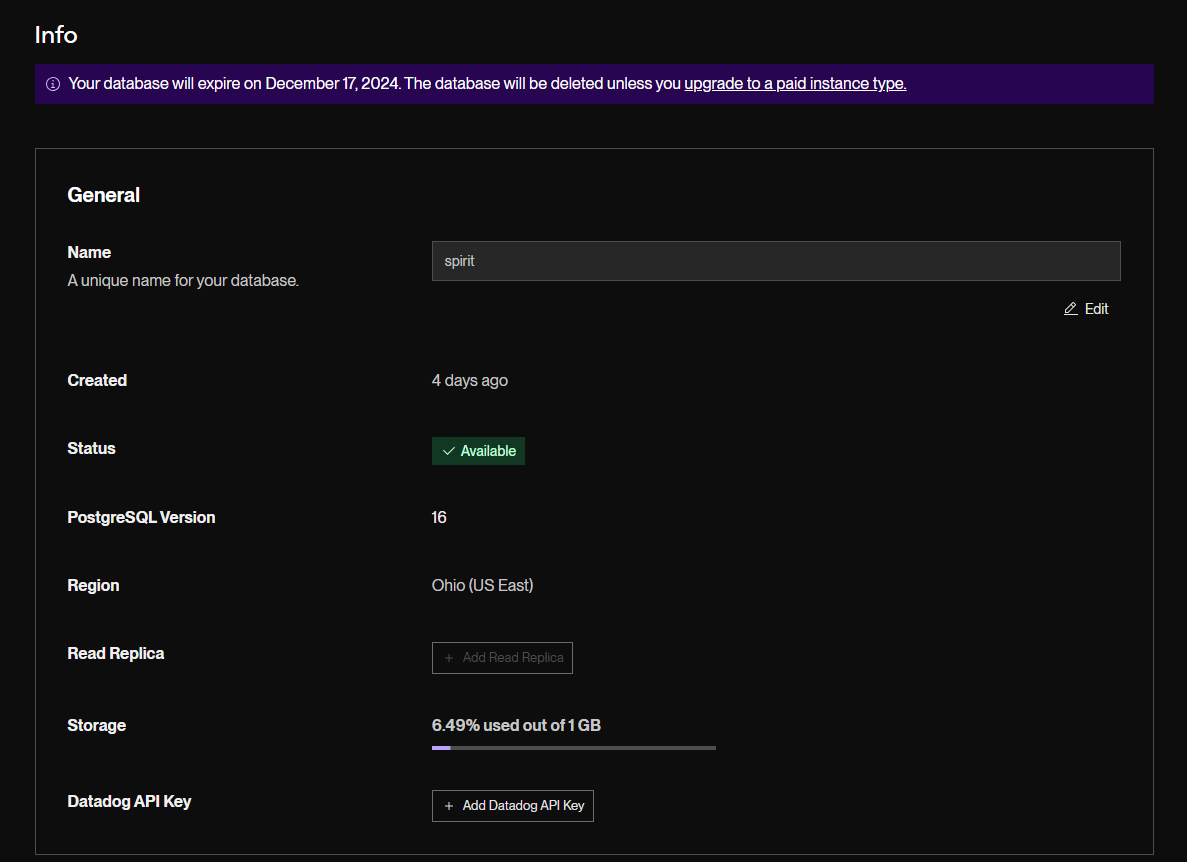 Info
Your database will expire on December 17, 2024. The database will be deleted unless you upgrade to a paid instance type.
General
Name
spirit
A unique name for your database.
Edit
Created
4 days ago
Status
Available
PostgreSQL Version
16
Region
Ohio (US East)
Read Replica
+ Add Read Replica
Storage
6.49% used out of 1 GB
Datadog API Key
+ Add Datadog API Key